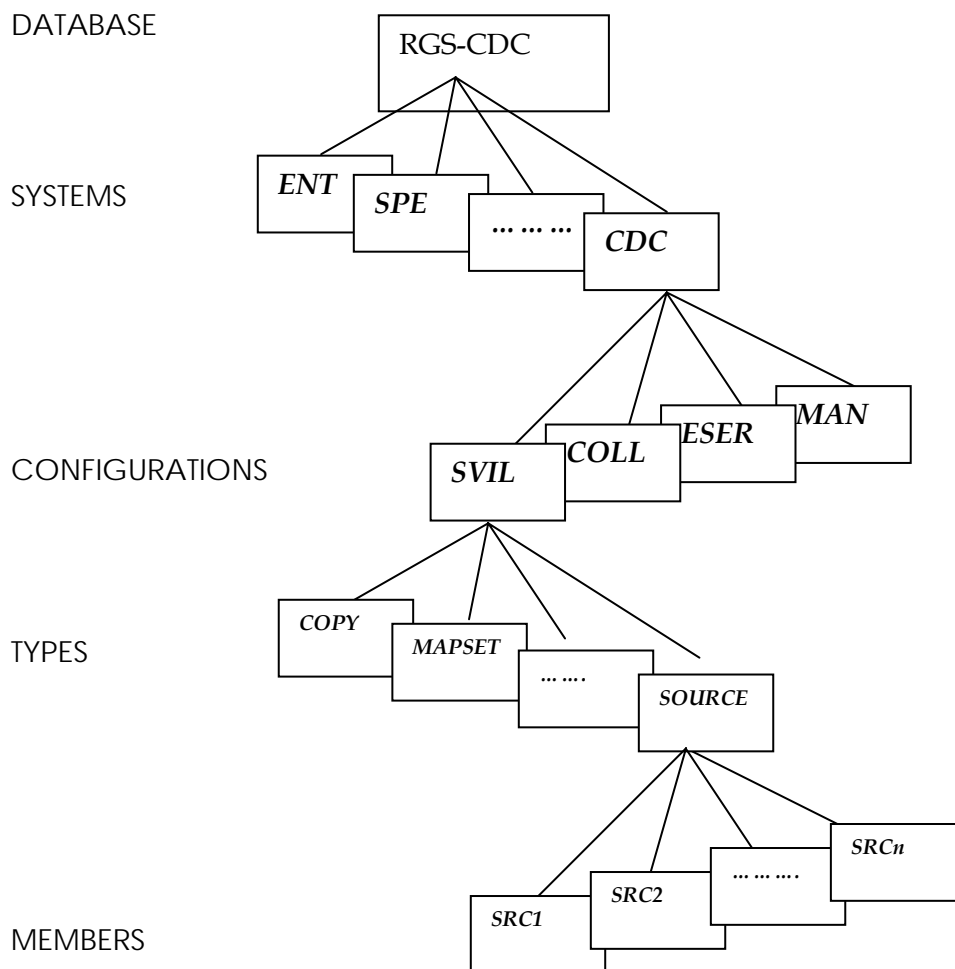 DATABASE
RGS-CDC
SYSTEMS
ENT
SPE
... ... ...
CDC
CONFIGURATIONS
SVIL
COLL
ESER
MAN
TYPES
COPY
MAPSET
... ... .
SOURCE
MEMBERS
SRC1
SRC2
... ... ... .
SRCn